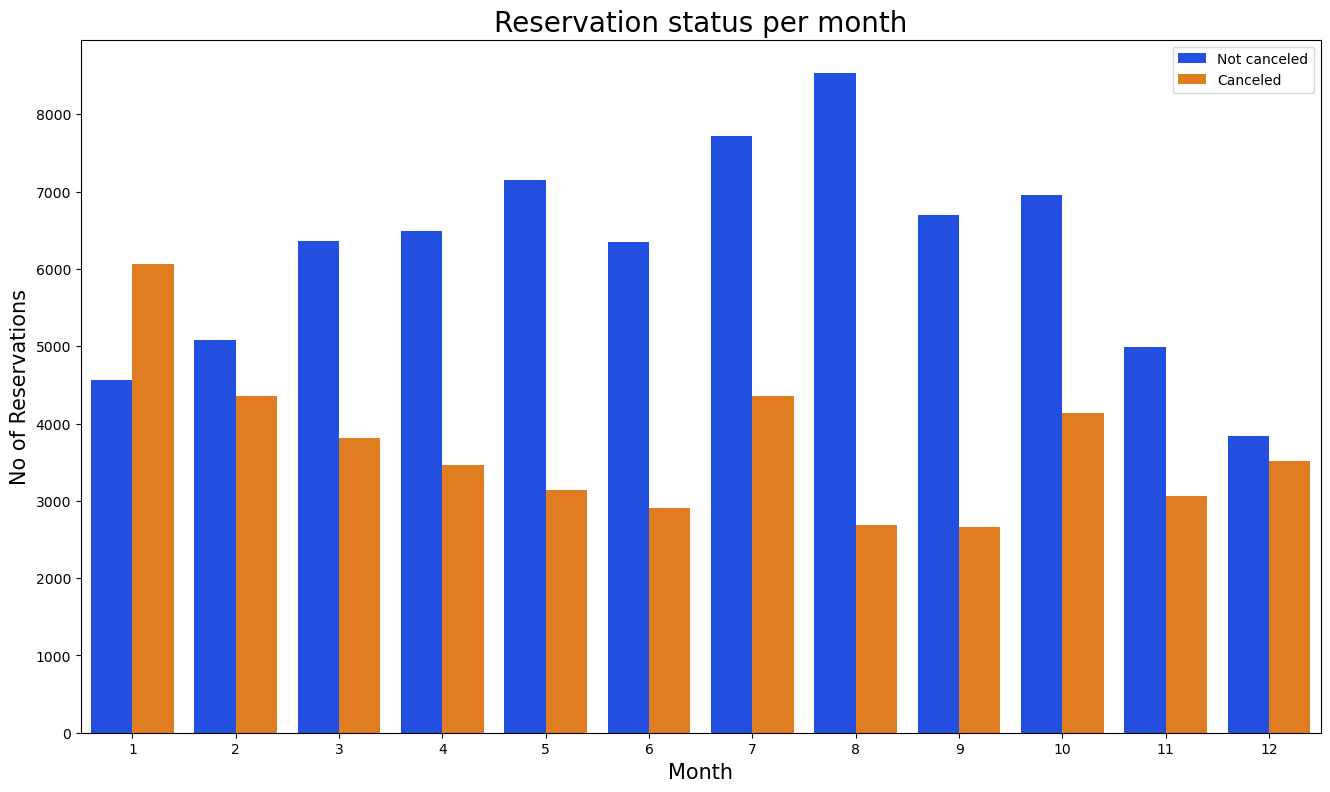 Reservation status per month
Not canceled
Canceled
No of Reservations
8000
7000
6000
5000
4000
3000
2000
1000
0
1 2 3 4 5 6 7 8 9 10 11 12
Month